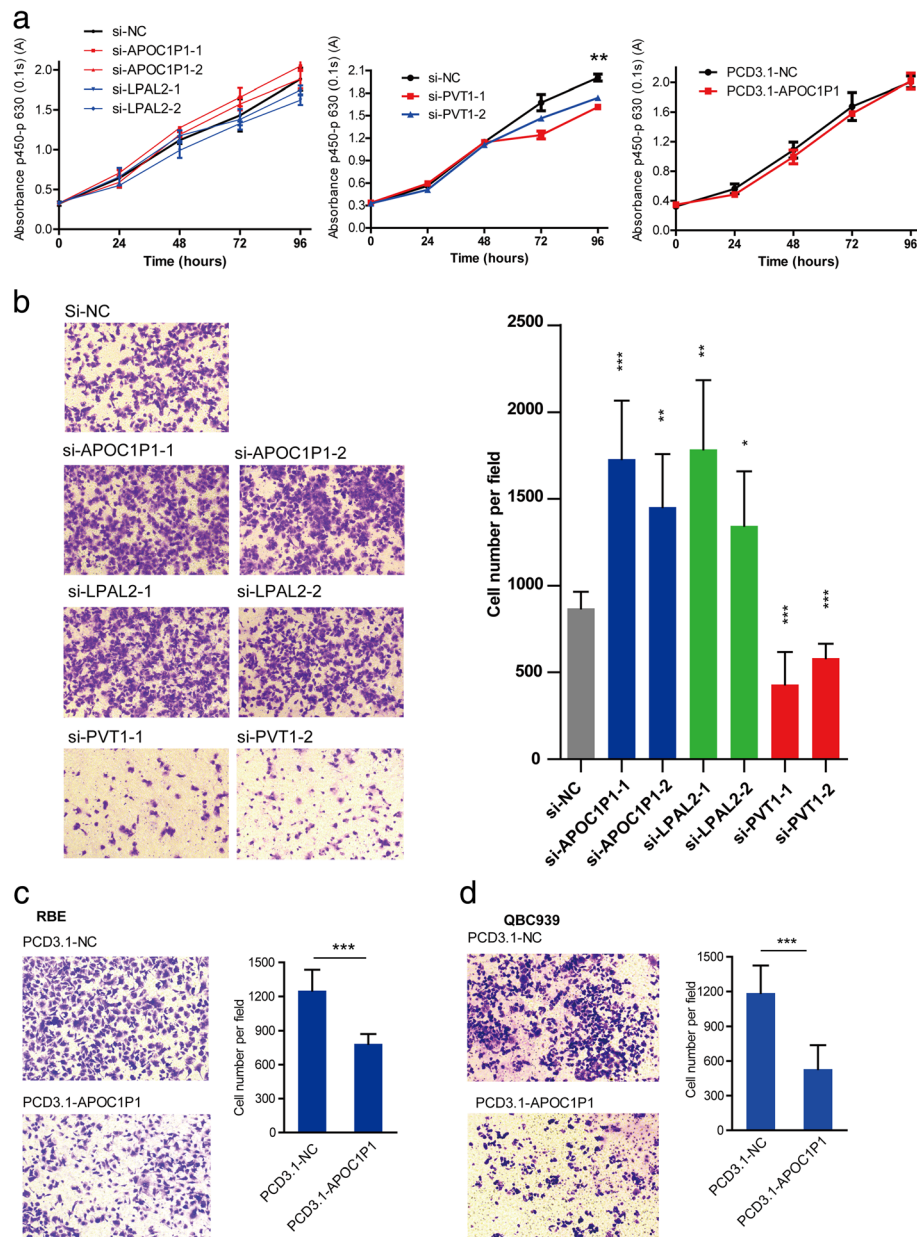 a
si-NC
si-APOC1P1-1
si-APOC1P1-2
si-LPAL2-1
si-LPAL2-2
Absorbance p450-p 630 (0.1s) (A)
2.0
1.5
1.0
0.5
0.0
0 24 48 72 96
Time (hours)
**
si-NC
si-PVT1-1
si-PVT1-2
Absorbance p450-p 630 (0.1s) (A)
2.1
1.8
1.5
1.2
0.9
0.6
0.3
0.0
0 24 48 72 96
Time (hours)
PCD3.1-NC
PCD3.1-APOC1P1
Absorbance p450-p 630 (0.1s) (A)
2.0
1.6
1.2
0.8
0.4
0.0
0 24 48 72 96
Time (hours)
b
Si-NC
si-APOC1P1-1 si-APOC1P1-2
si-LPAL2-1 si-LPAL2-2
si-PVT1-1 si-PVT1-2
Cell number per field
2500
2000
1500
1000
500
0
*** ** ** * *** ***
si-NC
si-APOC1P1-1
si-APOC1P1-2
si-LPAL2-1
si-LPAL2-2
si-PVT1-1
si-PVT1-2
c
RBE
PCD3.1-NC
PCD3.1-APOC1P1
Cell number per field
1500
1200
900
600
300
0
***
PCD3.1-NC
PCD3.1-APOC1P1
d
QBC939
PCD3.1-NC
PCD3.1-APOC1P1
Cell number per field
1500
1200
900
600
300
0
***
PCD3.1-NC
PCD3.1-APOC1P1